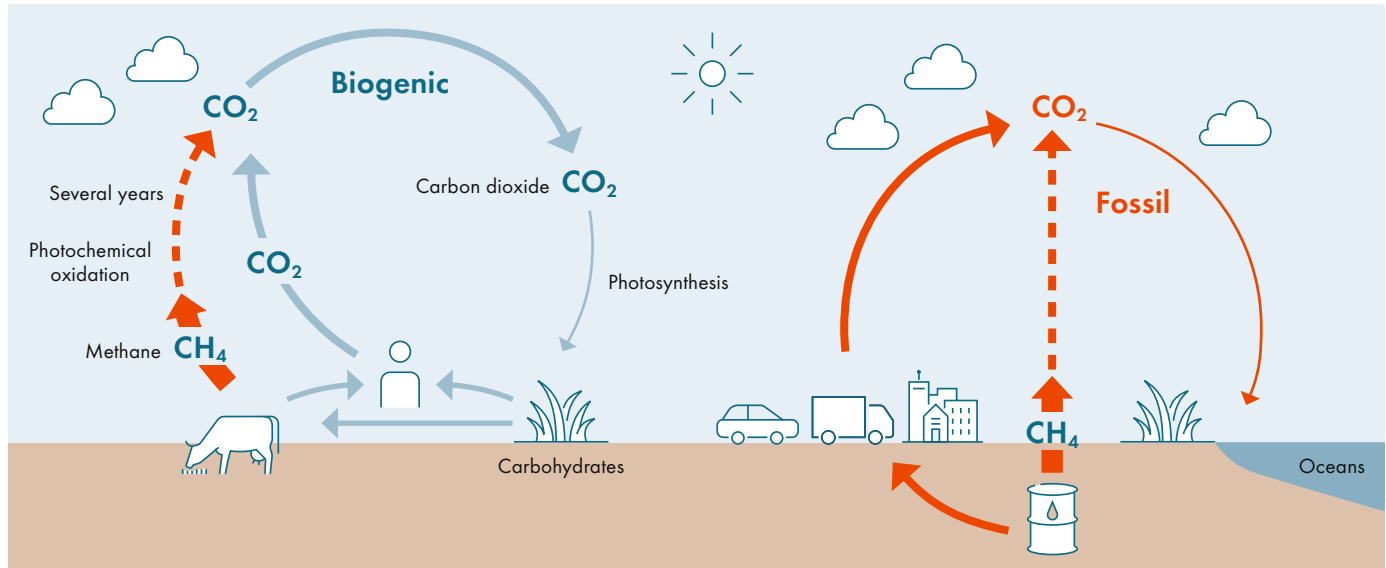 Biogenic
CO₂
CO₂
Carbon dioxide CO₂
Several years
Photochemical
oxidation
CO₂
Fossil
Photosynthesis
Methane CH₄
CH₄
Carbohydrates
Oceans